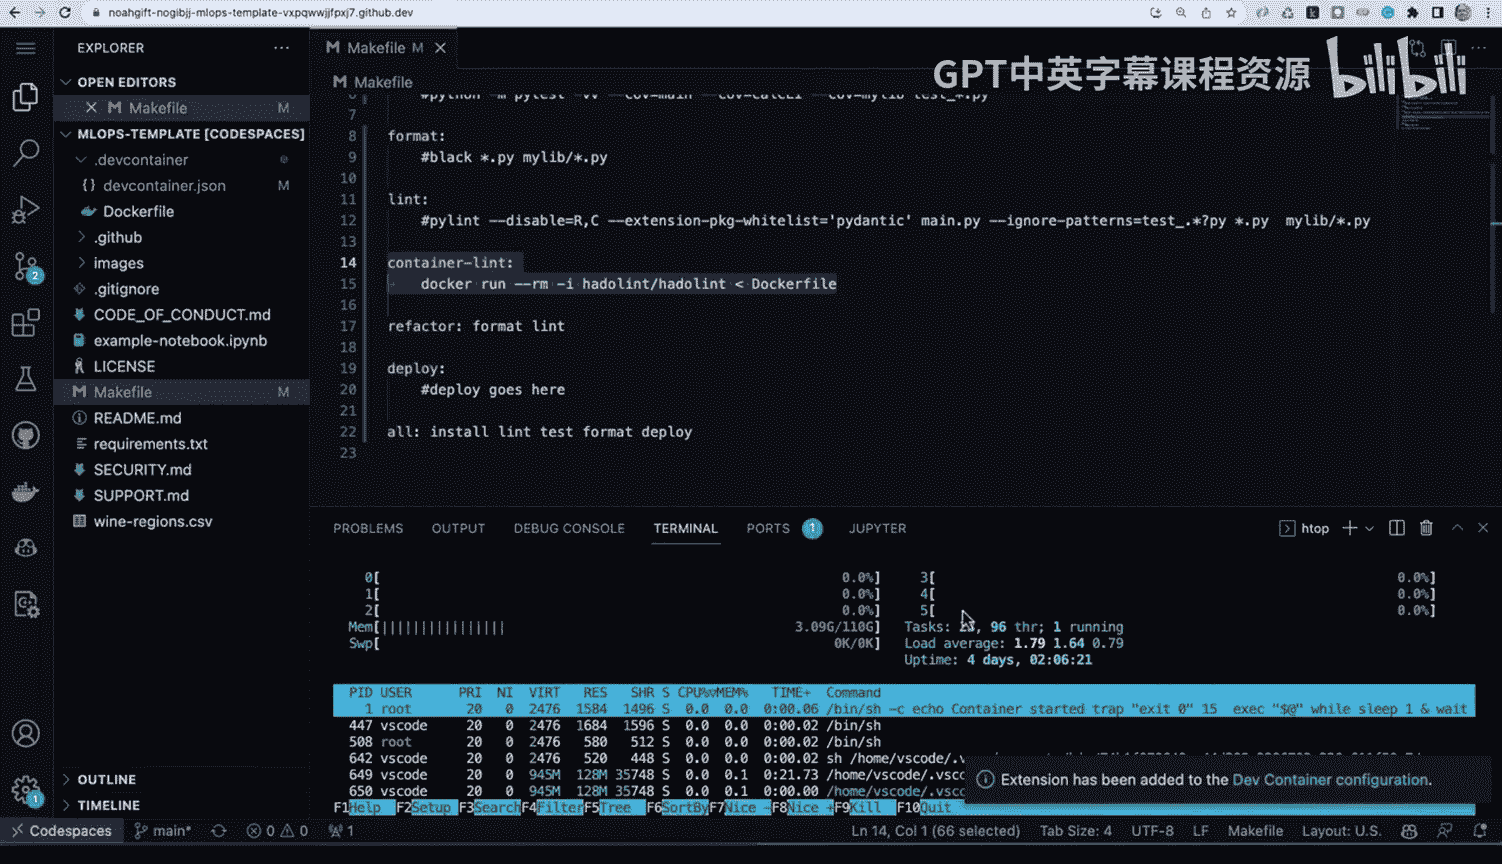 noahgift-nogibjj-mlops-template-vxpqwwjjfpxj7.github.dev
EXPLORER
Makefile M
GPT中英字幕课程资源 bilibili
OPEN EDITORS
Makefile M
MLOPS-TEMPLATE [CODESPACES]
.devcontainer
devcontainer.json M
Dockerfile
.github
images
.gitignore
CODE_OF_CONDUCT.md
example-notebook.ipynb
LICENSE
Makefile M
README.md
requirements.txt
SECURITY.md
SUPPORT.md
wine-regions.csv
OUTLINE
TIMELINE
Makefile
6 #python -m pytest -vv --cov=main --cov=calCLI --cov=mylib test_*.py
7
8 format:
9 #black *.py mylib/*.py
10
11 lint:
12 #pylint --disable=R,C --extension-pkg-whitelist='pydantic' main.py --ignore-patterns=test_.*?py *.py mylib/*.py
13
14 container-lint:
15 docker run --rm -i hadolint/hadolint < Dockerfile
16
17 refactor: format lint
18
19 deploy:
20 #deploy goes here
21
22 all: install lint test format deploy
23
PROBLEMS OUTPUT DEBUG CONSOLE TERMINAL PORTS 1 JUPYTER htop
0[ 0.0%] 3[ 0.0%]
1[ 0.0%] 4[ 0.0%]
2[ 0.0%] 5[ 0.0%]
Mem[||||||||||||||||| 3.09G/110G] Tasks: 96 thr; 1 running
Swp[ 0K/0K] Load average: 1.79 1.64 0.79
Uptime: 4 days, 02:06:21
PID USER PRI NI VIRT RES SHR S CPU%▽MEM% TIME+ Command
1 root 20 0 2476 1584 1496 S 0.0 0.0 0:00.06 /bin/sh -c echo Container started trap "exit 0" 15 exec "$@" while sleep 1 & wait
447 vscode 20 0 2476 1684 1596 S 0.0 0.0 0:00.02 /bin/sh
508 root 20 0 2476 580 512 S 0.0 0.0 0:00.02 /bin/sh
642 vscode 20 0 2476 520 448 S 0.0 0.0 0:00.02 sh /home/vscode/.v
649 vscode 20 0 945M 128M 35748 S 0.0 0.1 0:21.73 /home/vscode/.vsco
650 vscode 20 0 945M 128M 35748 S 0.0 0.1 0:00.00 /home/vscode/.vsco
Extension has been added to the Dev Container configuration.
F1Help F2Setup F3Search F4Filter F5Tree F6SortBy F7Nice - F8Nice + F9Kill F10Quit
Codespaces main* 0 0 1 Ln 14, Col 1 (66 selected) Tab Size: 4 UTF-8 LF Makefile Layout: U.S.